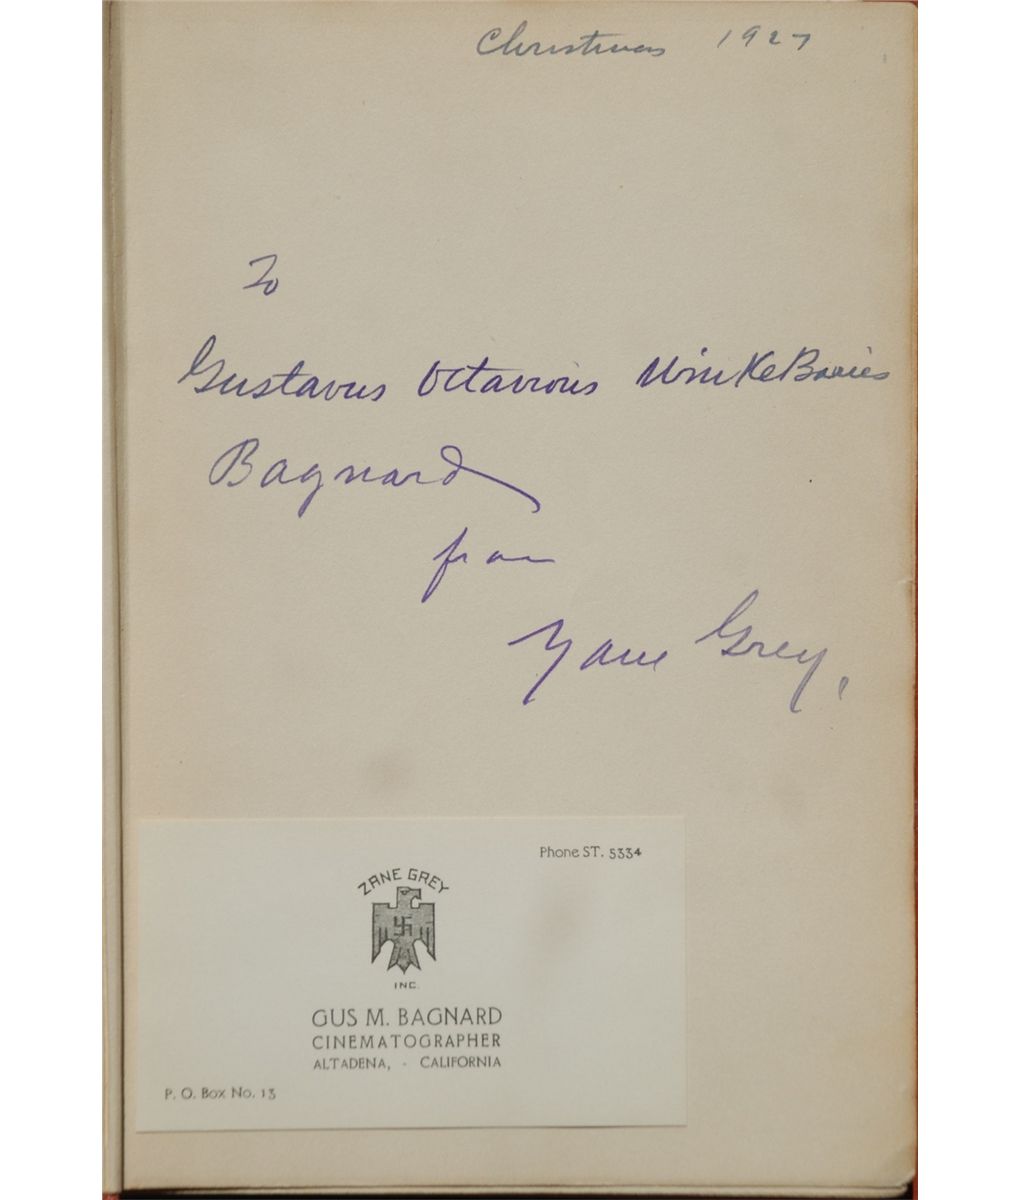 Christmas 1927
To
Gustavus Octavious
Bagnard
from
Zane Grey,
Phone ST. 5334
ZANE GREY
INC.
GUS M. BAGNARD
CINEMATOGRAPHER
ALTADENA, - CALIFORNIA
P. O. Box No. 13